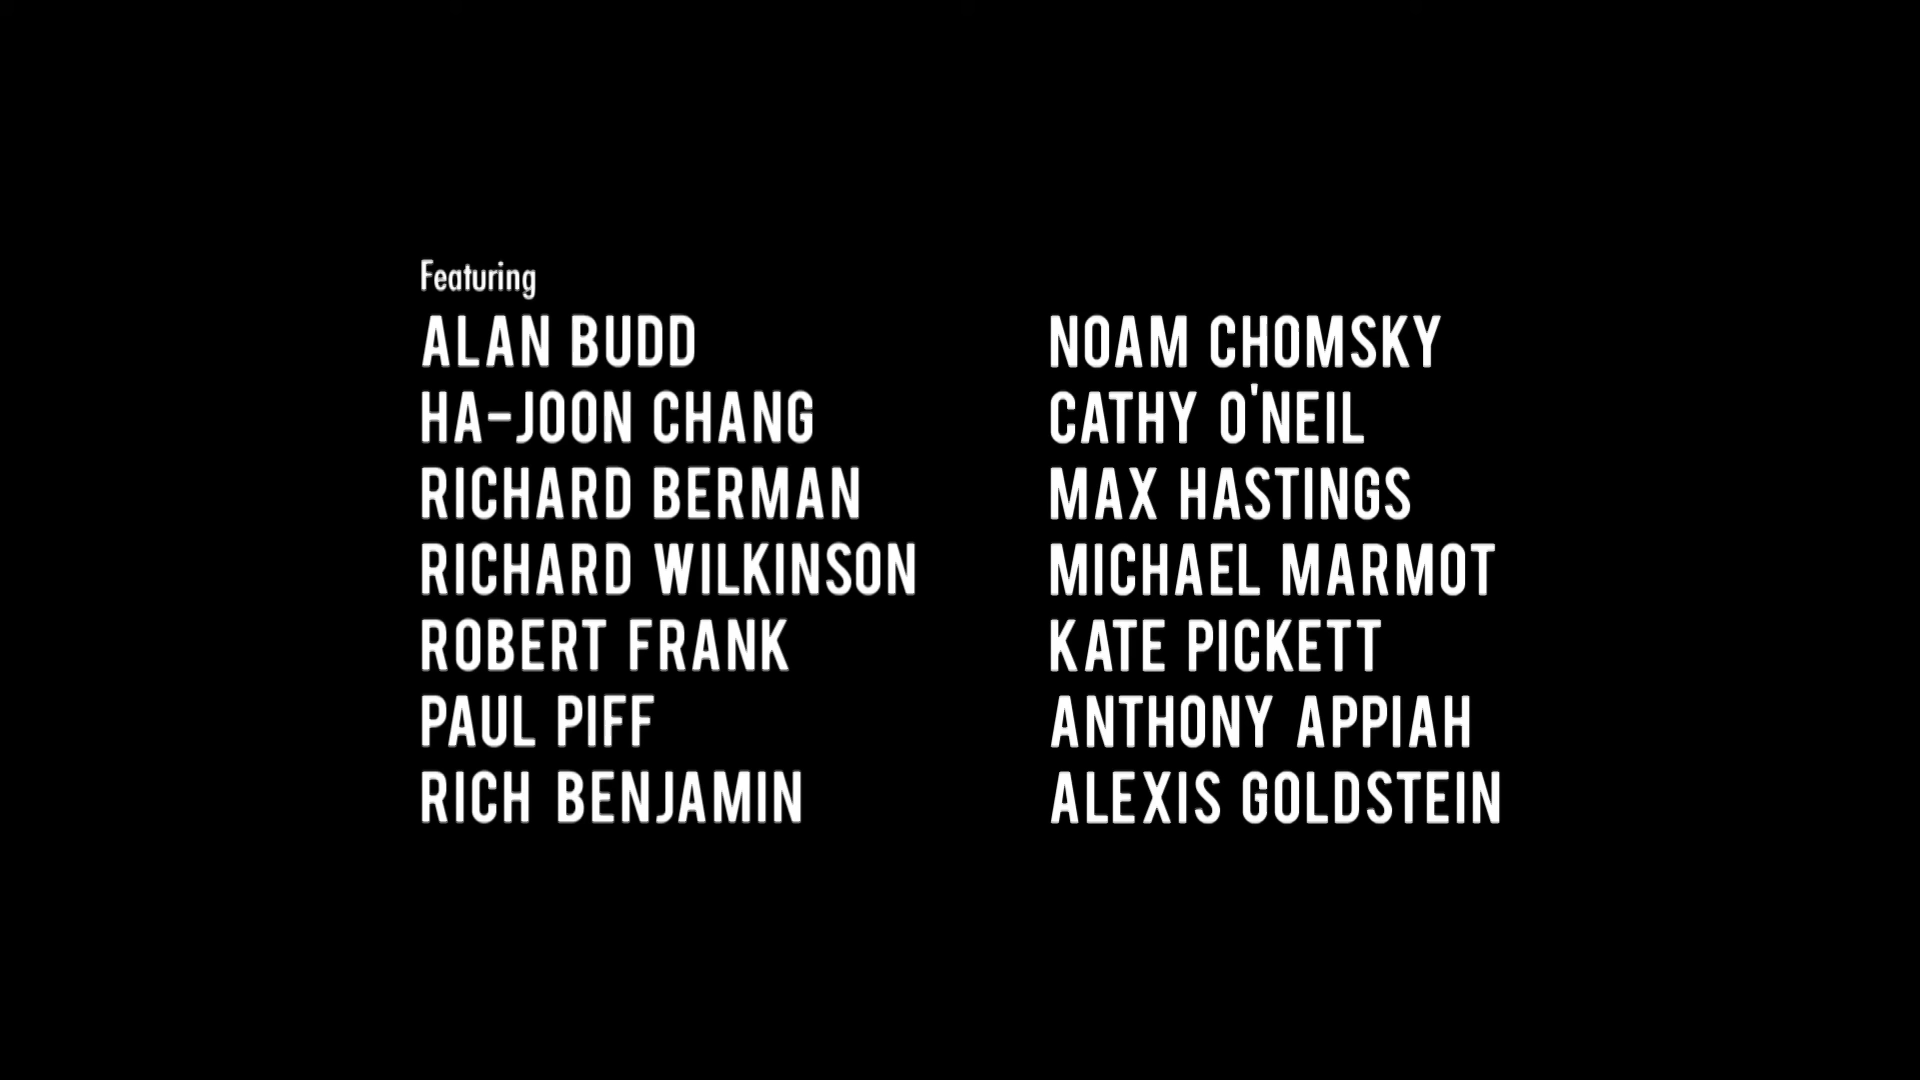 Featuring
ALAN BUDD
HA-JOON CHANG
RICHARD BERMAN
RICHARD WILKINSON
ROBERT FRANK
PAUL PIFF
RICH BENJAMIN
NOAM CHOMSKY
CATHY O'NEIL
MAX HASTINGS
MICHAEL MARMOT
KATE PICKETT
ANTHONY APPIAH
ALEXIS GOLDSTEIN